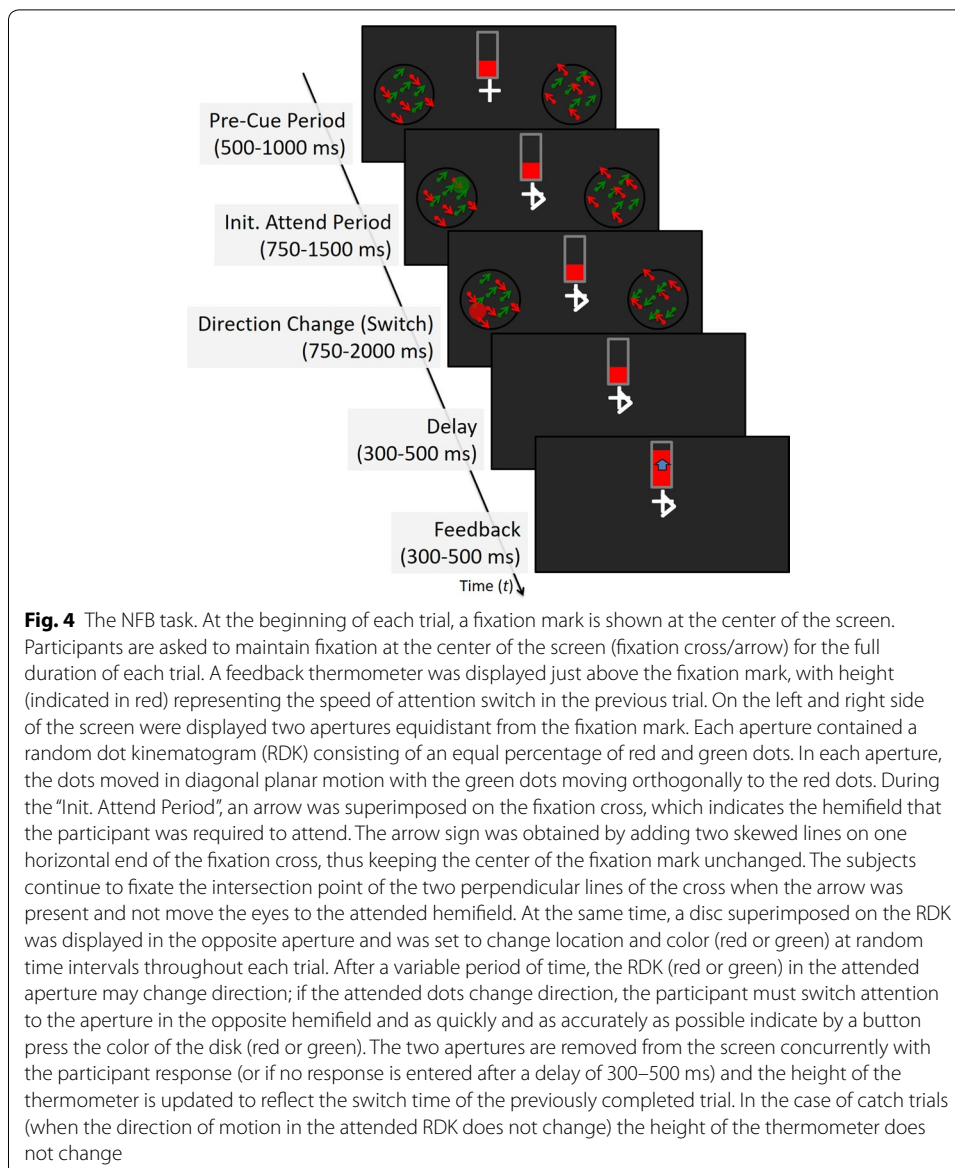 Pre-Cue Period
(500-1000 ms)
Init. Attend Period
(750-1500 ms)
Direction Change (Switch)
(750-2000 ms)
Delay
(300-500 ms)
Feedback
(300-500 ms)
Time (t)
Fig. 4 The NFB task. At the beginning of each trial, a fixation mark is shown at the center of the screen.
Participants are asked to maintain fixation at the center of the screen (fixation cross/arrow) for the full
duration of each trial. A feedback thermometer was displayed just above the fixation mark, with height
(indicated in red) representing the speed of attention switch in the previous trial. On the left and right side
of the screen were displayed two apertures equidistant from the fixation mark. Each aperture contained a
random dot kinematogram (RDK) consisting of an equal percentage of red and green dots. In each aperture,
the dots moved in diagonal planar motion with the green dots moving orthogonally to the red dots. During
the “Init. Attend Period”, an arrow was superimposed on the fixation cross, which indicates the hemifield that
the participant was required to attend. The arrow sign was obtained by adding two skewed lines on one
horizontal end of the fixation cross, thus keeping the center of the fixation mark unchanged. The subjects
continue to fixate the intersection point of the two perpendicular lines of the cross when the arrow was
present and not move the eyes to the attended hemifield. At the same time, a disc superimposed on the RDK
was displayed in the opposite aperture and was set to change location and color (red or green) at random
time intervals throughout each trial. After a variable period of time, the RDK (red or green) in the attended
aperture may change direction; if the attended dots change direction, the participant must switch attention
to the aperture in the opposite hemifield and as quickly and as accurately as possible indicate by a button
press the color of the disk (red or green). The two apertures are removed from the screen concurrently with
the participant response (or if no response is entered after a delay of 300–500 ms) and the height of the
thermometer is updated to reflect the switch time of the previously completed trial. In the case of catch trials
(when the direction of motion in the attended RDK does not change) the height of the thermometer does
not change